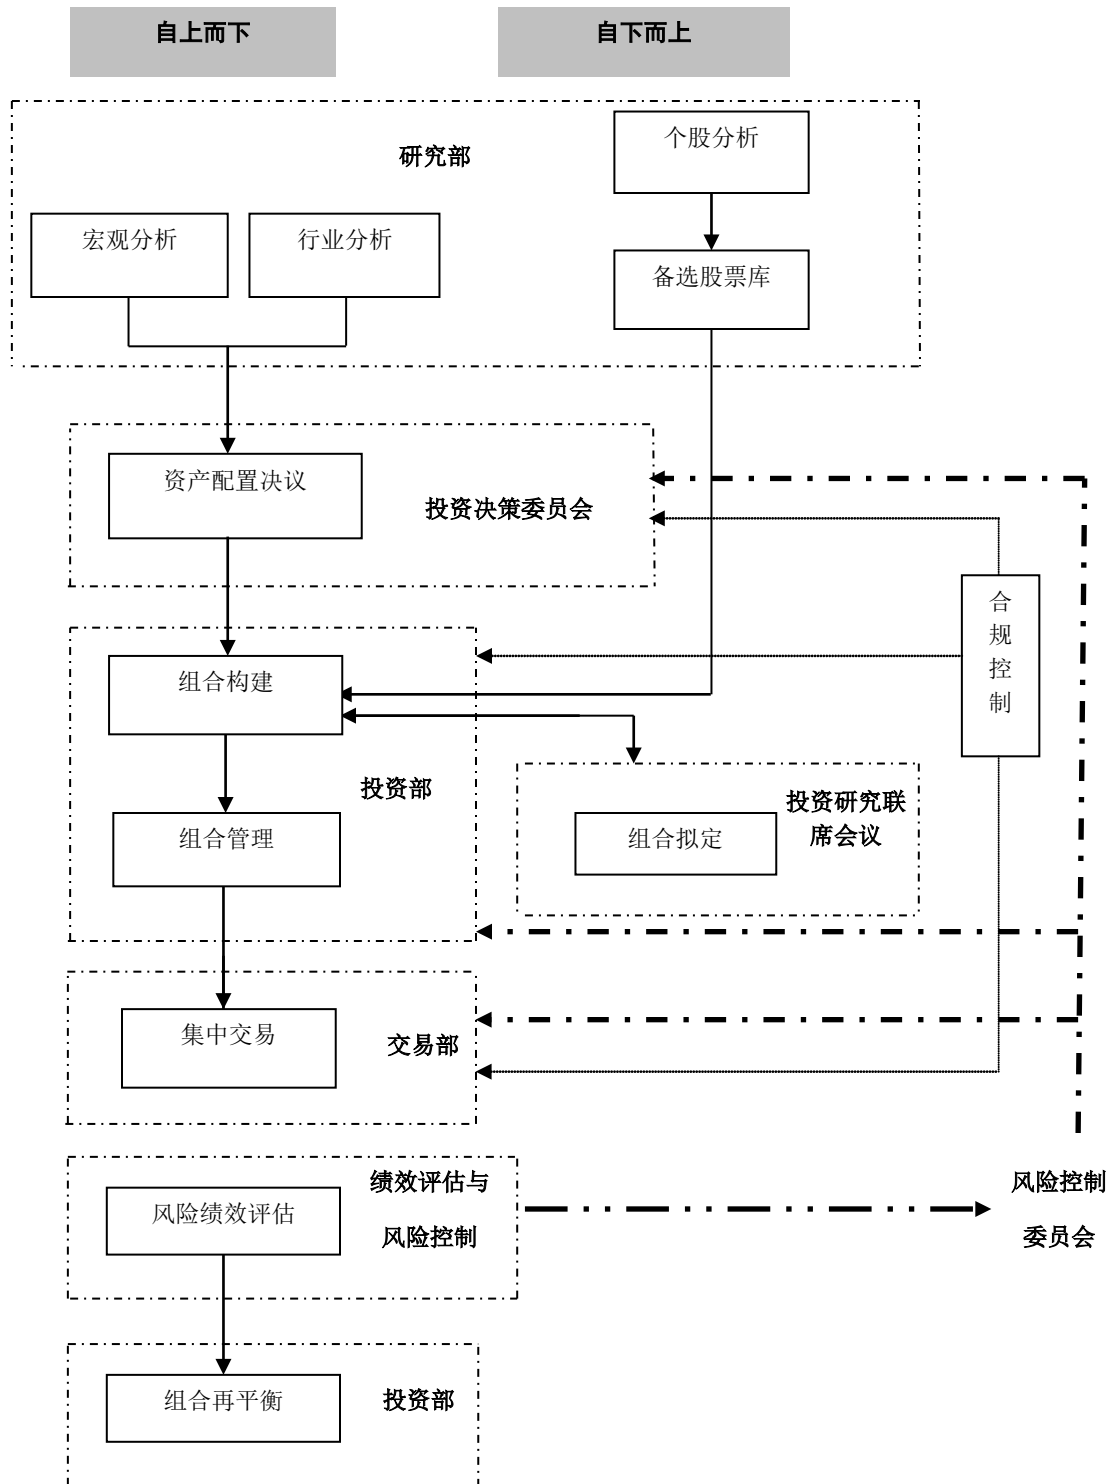 自上而下
自下而上
个股分析
研究部
宏观分析
行业分析
备选股票库
资产配置决议
投资决策委员会
合
规
控
制
组合构建
投资部
投资研究联
席会议
组合管理
组合拟定
集中交易
交易部
绩效评估与
风险控制
风险绩效评估
风险控制
委员会
组合再平衡
投资部